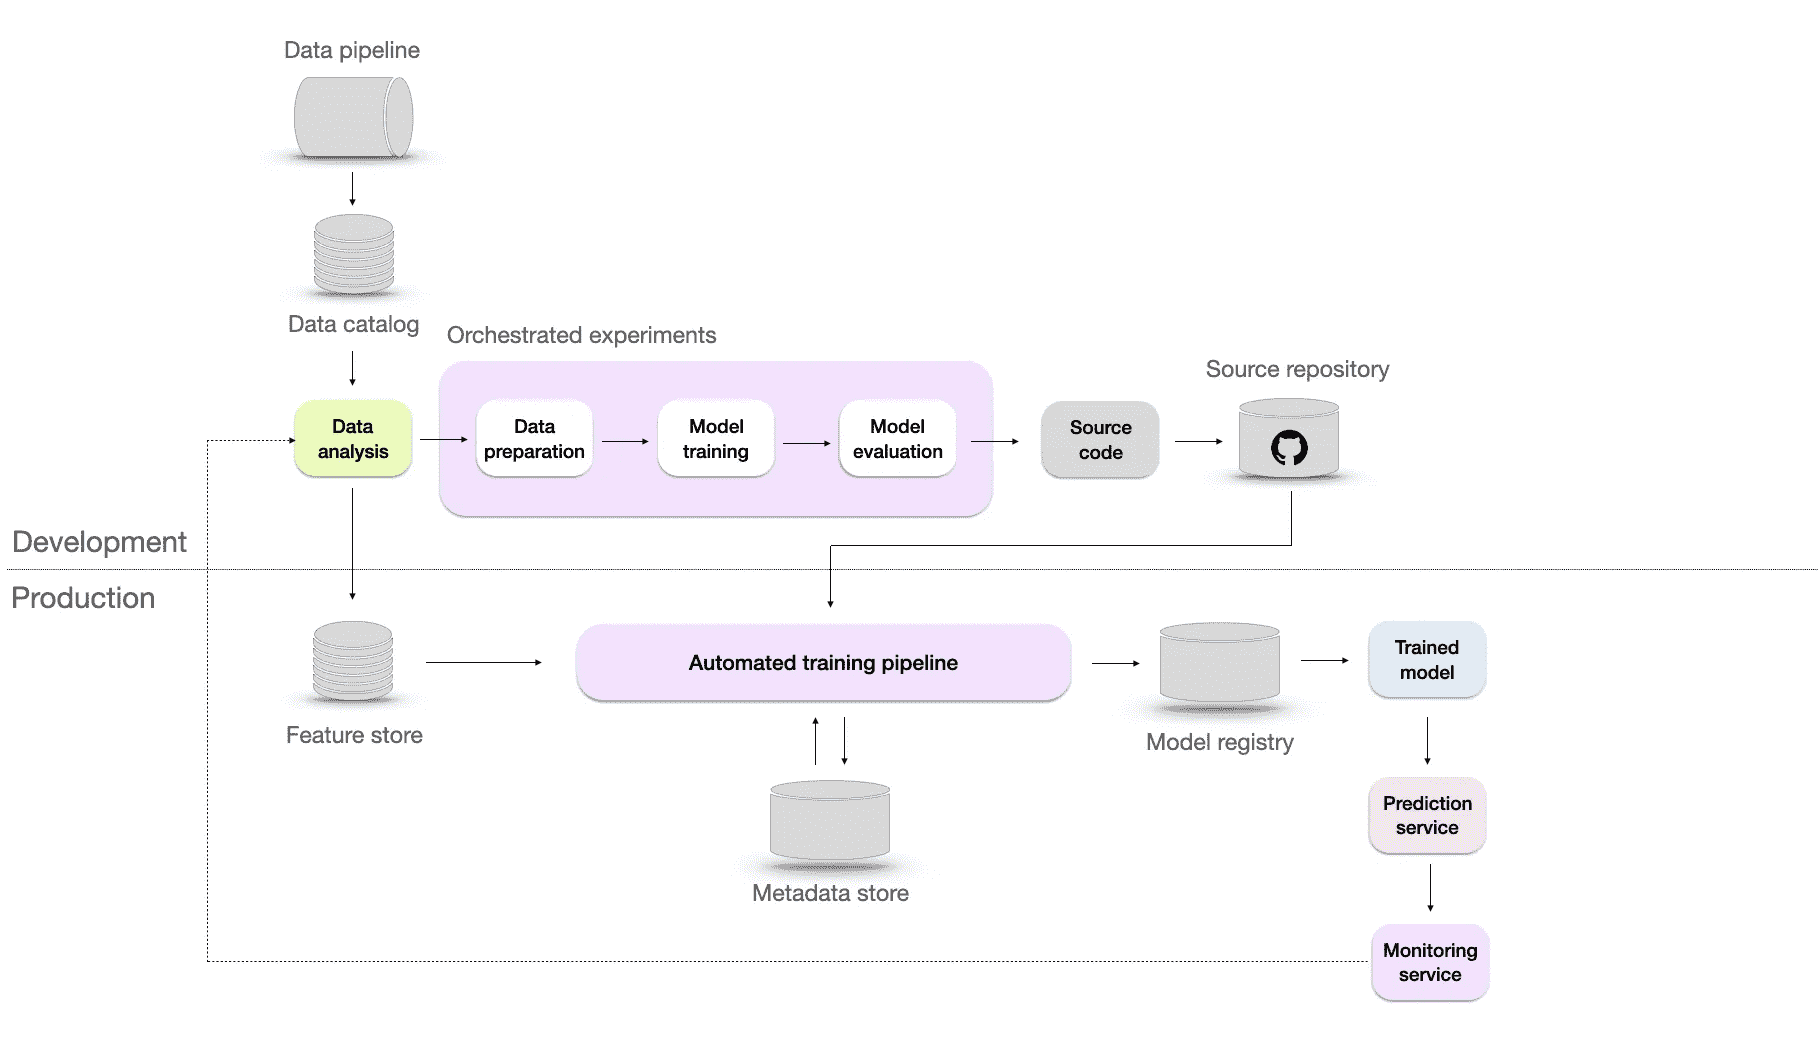 Data pipeline
Data catalog
Orchestrated experiments
Source repository
Data
analysis
Data
preparation
Model
training
Model
evaluation
Source
code
Development
Production
Feature store
Automated training pipeline
Model registry
Trained
model
Metadata store
Prediction
service
Monitoring
service